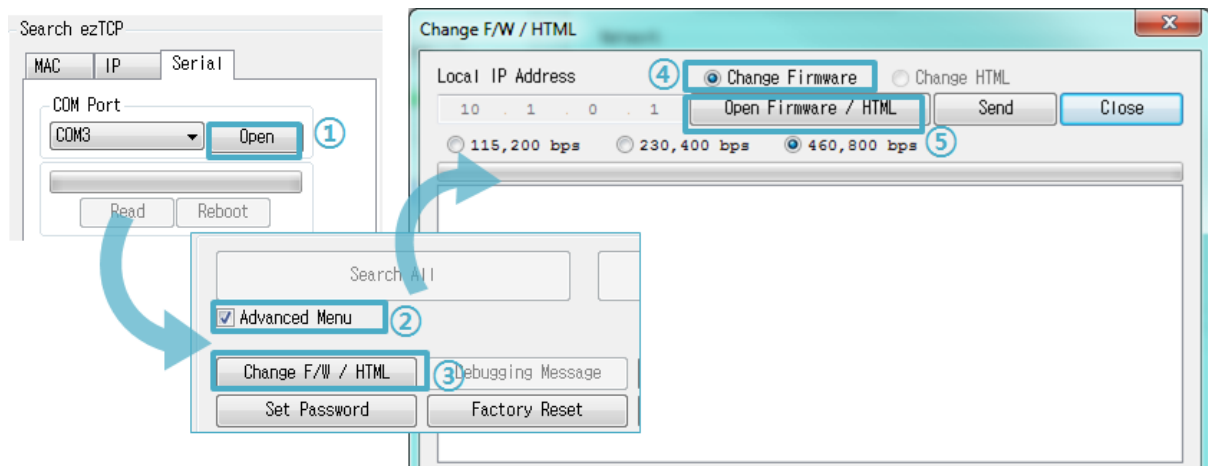 Search ezTCP
MAC IP Serial
COM Port
COM3 Open ①
Read Reboot
Search All
Advanced Menu ②
Change F/W / HTML ③ Debugging Message
Set Password Factory Reset
Change F/W / HTML
Local IP Address ④ Change Firmware Change HTML
10 . 1 . 0 . 1 Open Firmware / HTML Send Close
115,200 bps 230,400 bps 460,800 bps ⑤